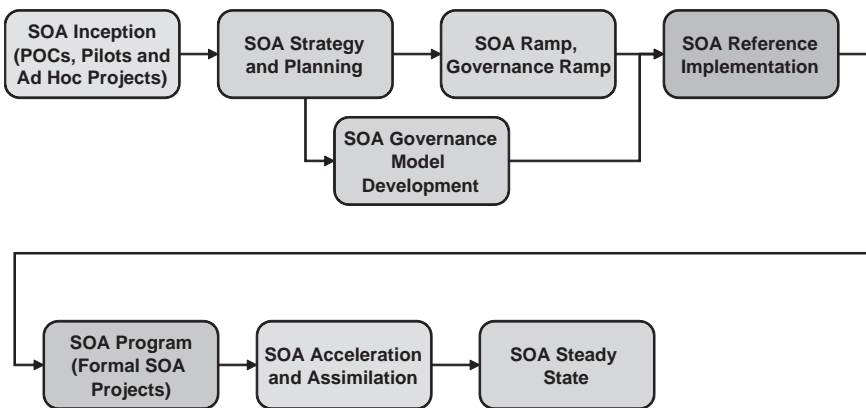 SOA Inception
(POCs, Pilots and
Ad Hoc Projects)
SOA Strategy
and Planning
SOA Ramp,
Governance Ramp
SOA Reference
Implementation
SOA Governance
Model
Development
SOA Program
(Formal SOA
Projects)
SOA Acceleration
and Assimilation
SOA Steady
State